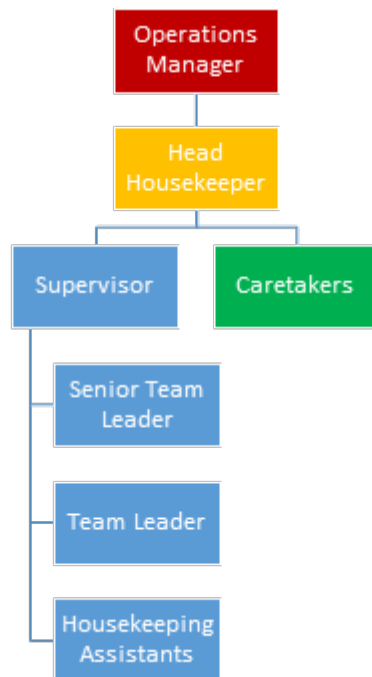 Operations
Manager
Head
Housekeeper
Supervisor
Caretakers
Senior Team
Leader
Team Leader
Housekeeping
Assistants